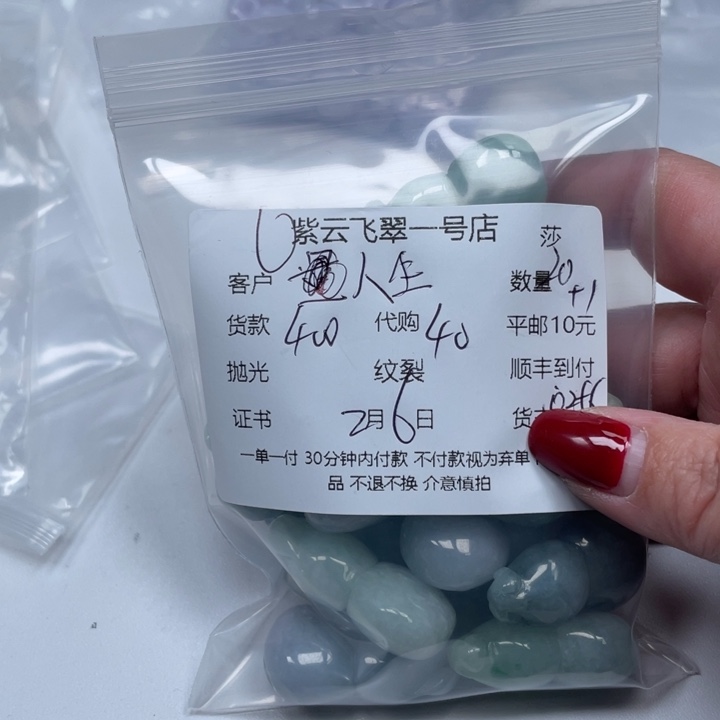 紫云飞翠一号店 莎
客户 人生 数量 20+1
货款 400 代购 40 平邮10元
抛光 纹裂 顺丰到付
证书 2月6日 货
一单一付 30分钟内付款 不付款视为弃单
品 不退不换 介意慎拍